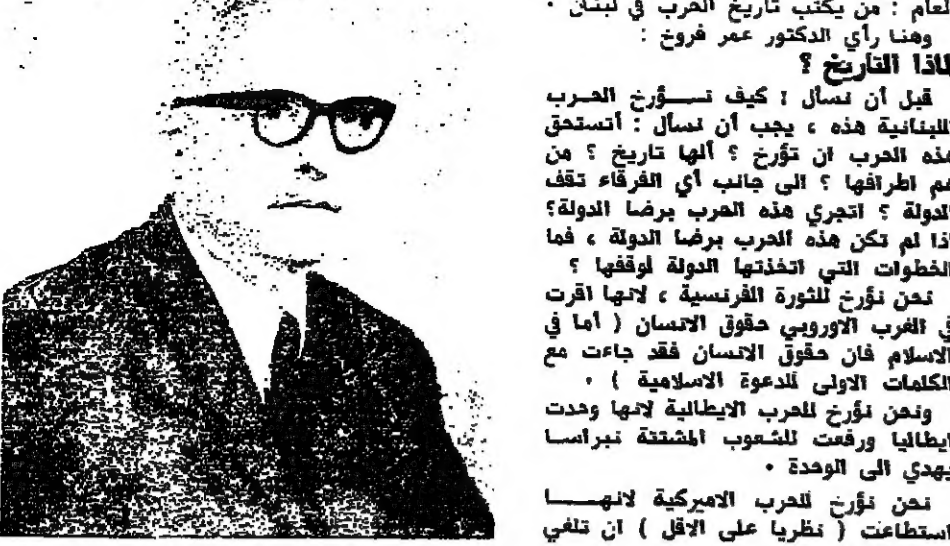 لعام : من يكتب تاريخ الحرب في لبنان .
وهنا رأي الدكتور عمر فروخ :
لماذا التاريخ ؟
قبل أن نسأل : كيف نـــؤرخ الحــرب
اللبنانية هذه ، يجب أن نسأل : أتستحق
هذه الحرب ان تؤرخ ؟ ألها تاريخ ؟ من
هم اطرافها ؟ الى جانب أي الفرقاء تقف
الدولة ؟ اتجري هذه الحرب برضا الدولة؟
اذا لم تكن هذه الحرب برضا الدولة ، فما
الخطوات التي اتخذتها الدولة لوقفها ؟
نحن نؤرخ للثورة الفرنسية ، لانها اقرت
في الغرب الاوروبي حقوق الانسان ( أما في
الاسلام فان حقوق الانسان فقد جاءت مع
الكلمات الاولى للدعوة الاسلامية ) .
ونحن نؤرخ للحرب الايطالية لانها وحدت
ايطاليا ورفعت للشعوب المشتتة نبراســا
يهدي الى الوحدة .
نحن نؤرخ للحرب الاميركية لانهــــا
استطاعت ( نظريا على الاقل ) ان تلغي